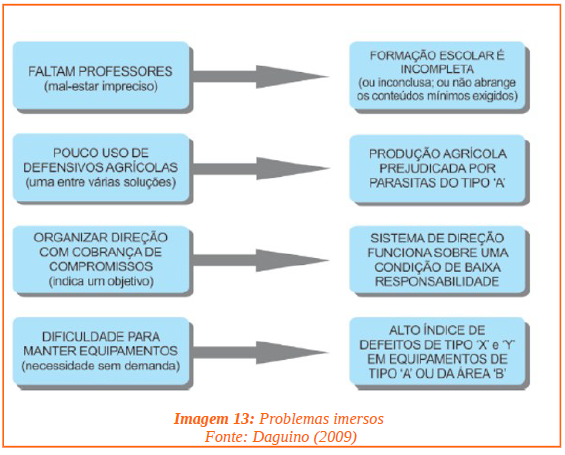 FALTAM PROFESSORES
(mal-estar impreciso)
FORMAÇÃO ESCOLAR É
INCOMPLETA
(ou inconclusa; ou não abrange
os conteúdos mínimos exigidos)
POUCO USO DE
DEFENSIVOS AGRÍCOLAS
(uma entre várias soluções)
PRODUÇÃO AGRÍCOLA
PREJUDICADA POR
PARASITAS DO TIPO 'A'
ORGANIZAR DIREÇÃO
COM COBRANÇA DE
COMPROMISSOS
(indica um objetivo)
SISTEMA DE DIREÇÃO
FUNCIONA SOBRE UMA
CONDIÇÃO DE BAIXA
RESPONSABILIDADE
DIFICULDADE PARA
MANTER EQUIPAMENTOS
(necessidade sem demanda)
ALTO ÍNDICE DE
DEFEITOS DE TIPO 'X' e 'Y'
EM EQUIPAMENTOS DE
TIPO 'A' OU DA ÁREA 'B'
Imagem 13: Problemas imersos
Fonte: Daguino (2009)